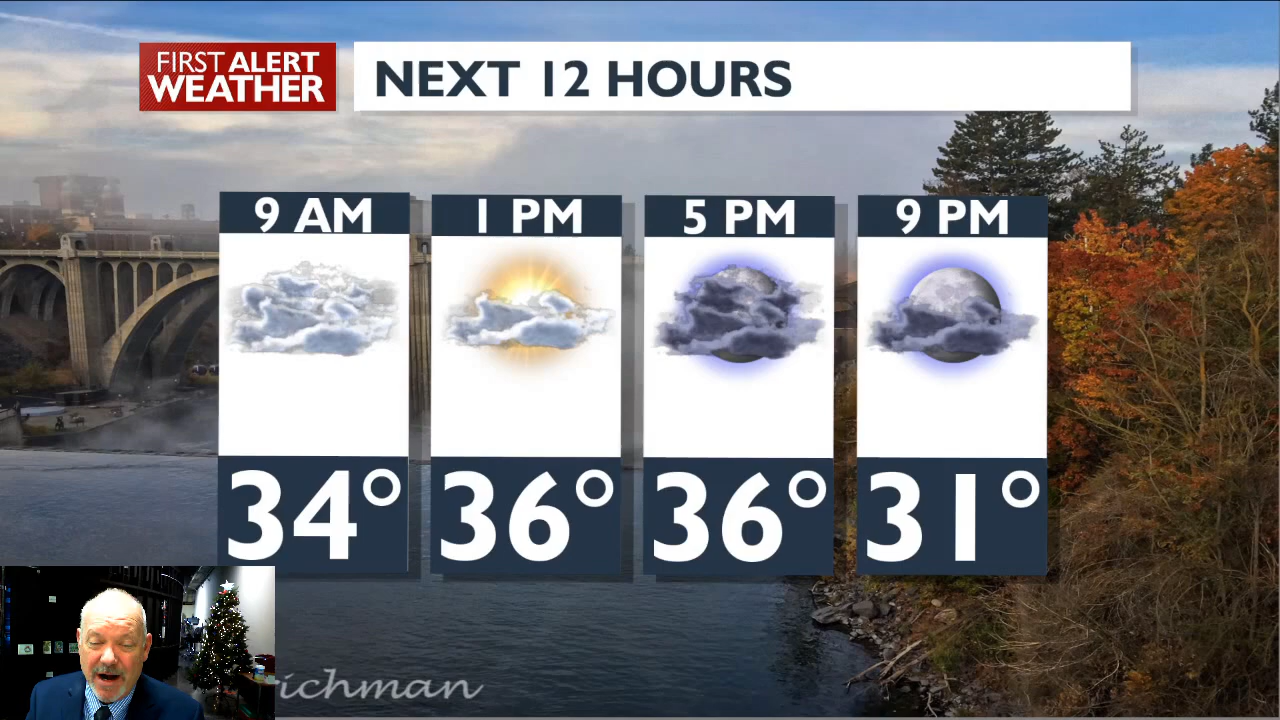 FIRST ALERT
WEATHER
NEXT 12 HOURS
9 AM
1 PM
5 PM
9 PM
34°
36°
36°
31°